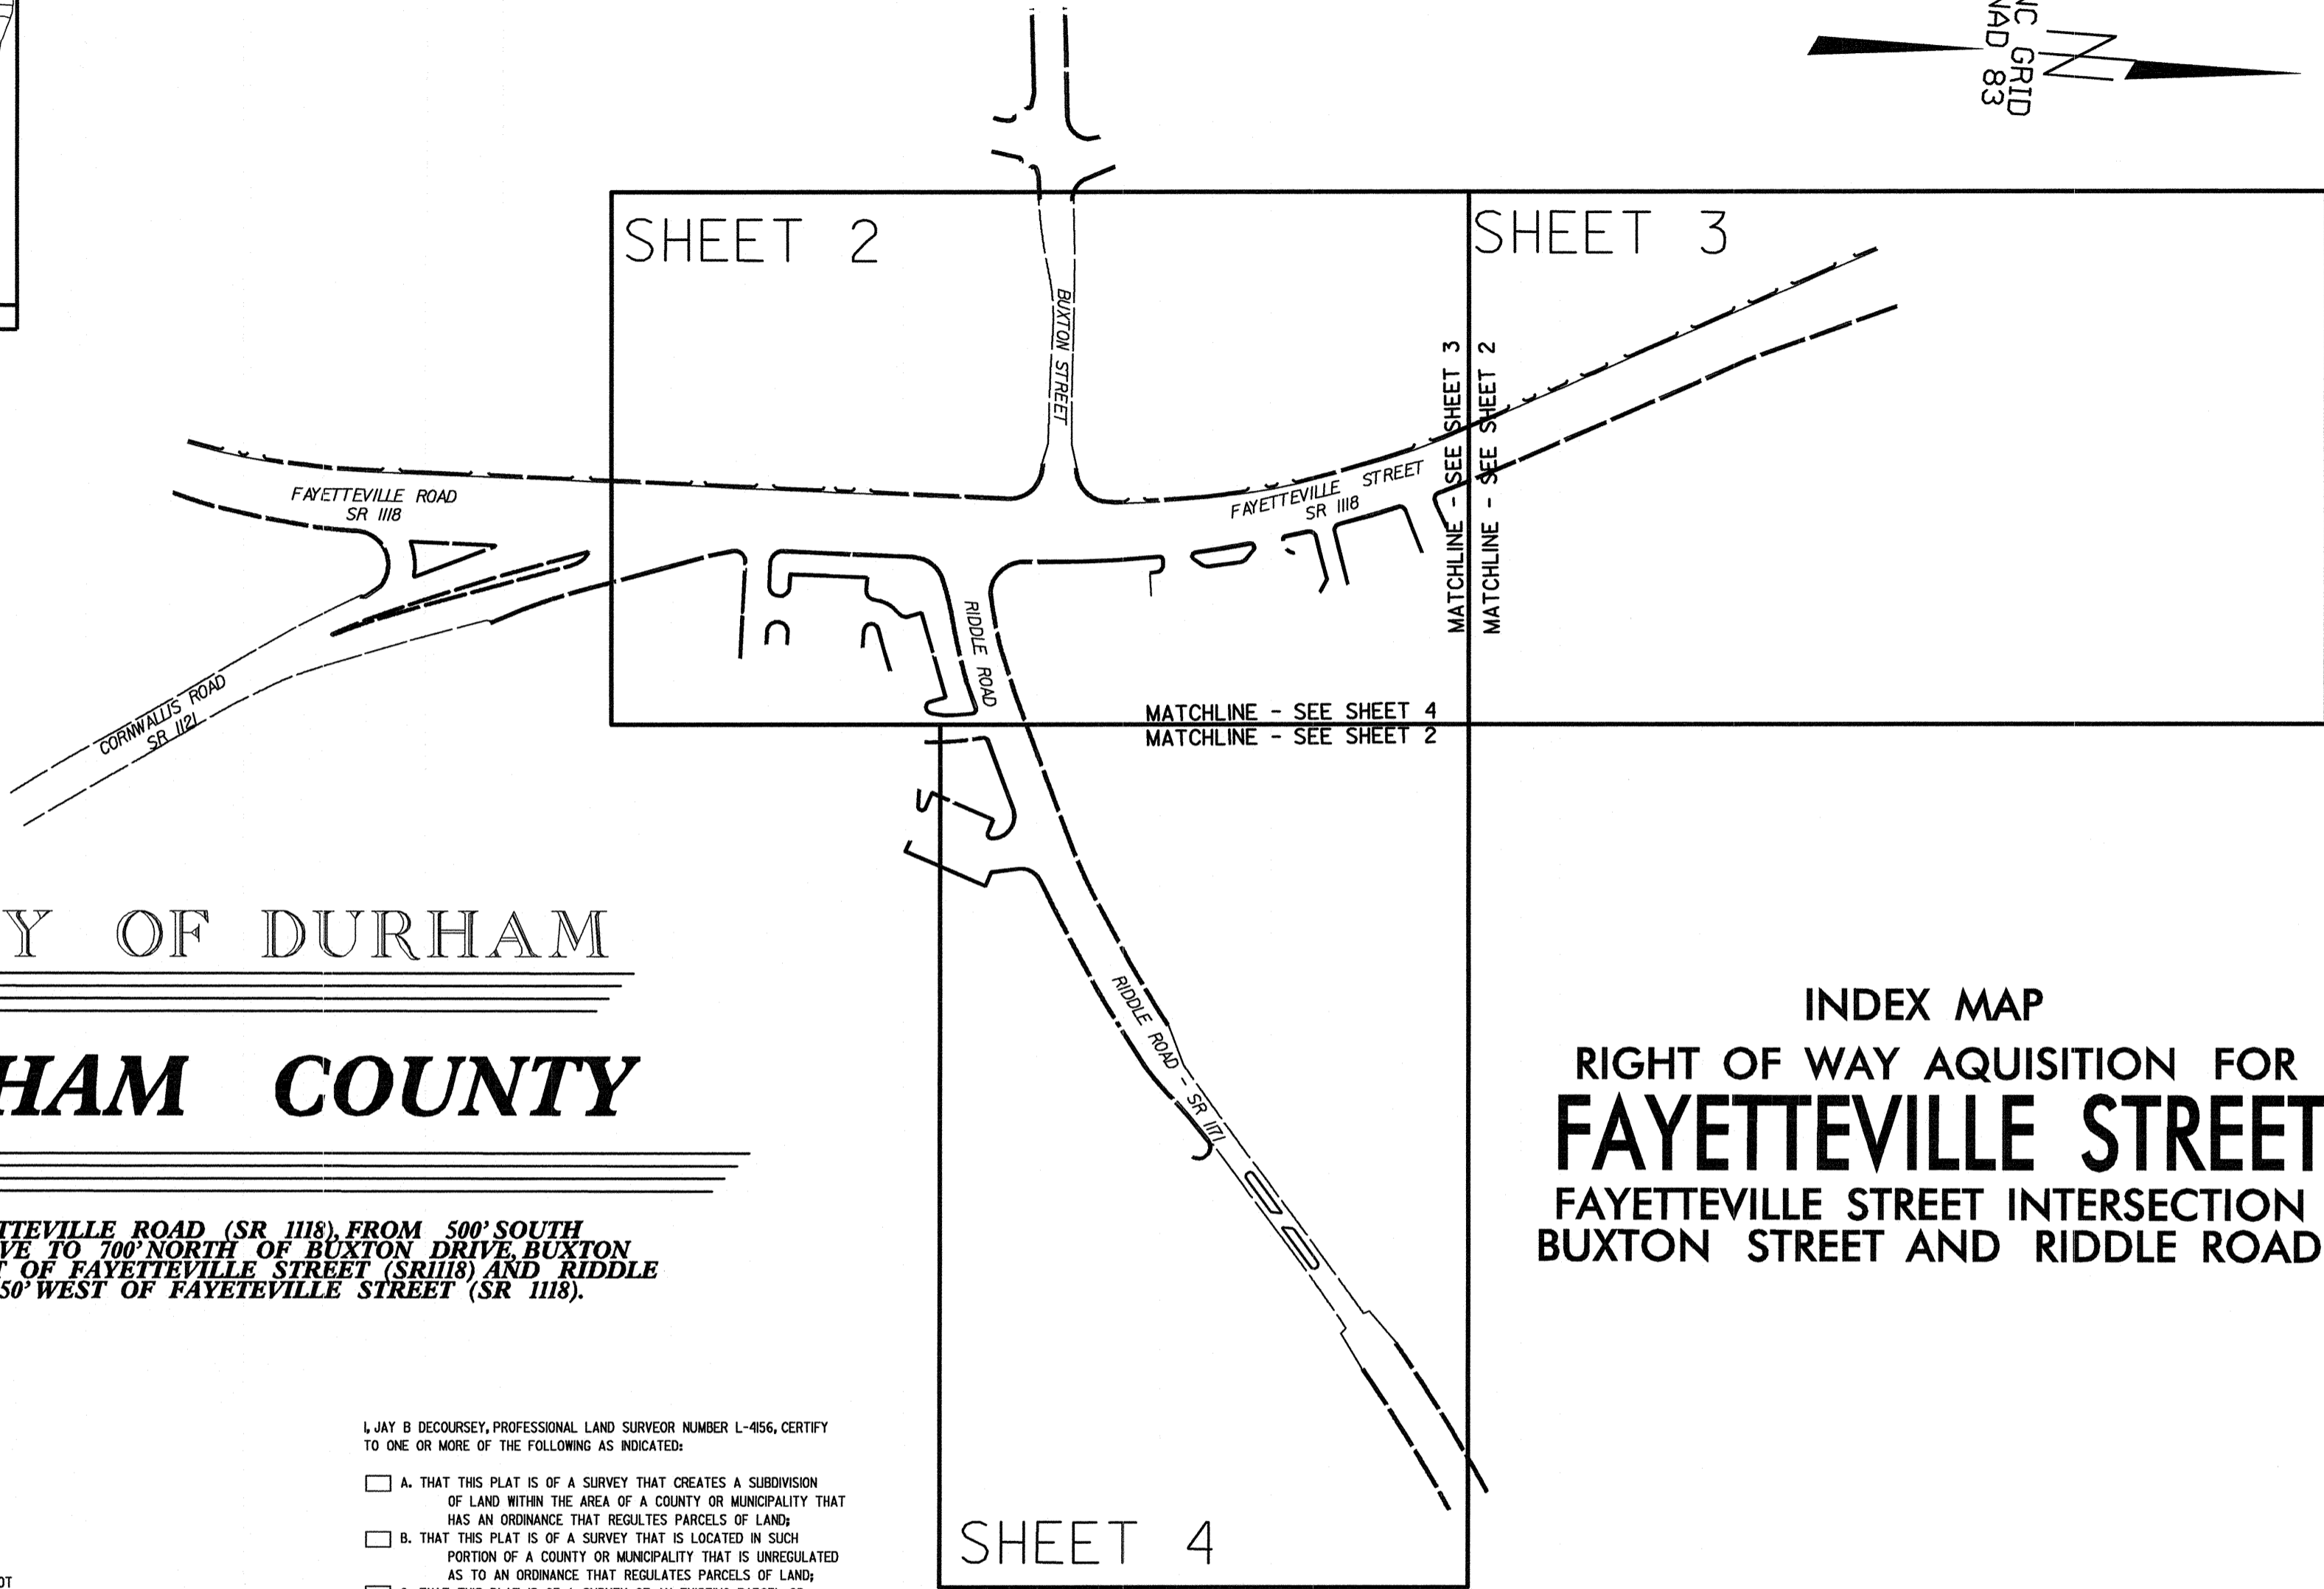 NC GRID
NAD 83
SHEET 2
SHEET 3
BUXTON STREET
MATCHLINE - SEE SHEET 3
MATCHLINE - SEE SHEET 2
FAYETTEVILLE ROAD
SR 1118
FAYETTEVILLE STREET
SR 1118
RIDDLE ROAD
CORNWALLIS ROAD
SR 1121
MATCHLINE - SEE SHEET 4
MATCHLINE - SEE SHEET 2
Y OF DURHAM
HAM COUNTY
RIDDLE ROAD - SR 1171
INDEX MAP
RIGHT OF WAY AQUISITION FOR
FAYETTEVILLE STREET
FAYETTEVILLE STREET INTERSECTION
BUXTON STREET AND RIDDLE ROAD
TTEVILLE ROAD (SR 1118), FROM 500' SOUTH
VE TO 700' NORTH OF BUXTON DRIVE, BUXTON
T OF FAYETTEVILLE STREET (SR1118) AND RIDDLE
50' WEST OF FAYETEVILLE STREET (SR 1118).
I, JAY B DECOURSEY, PROFESSIONAL LAND SURVEOR NUMBER L-4156, CERTIFY
TO ONE OR MORE OF THE FOLLOWING AS INDICATED:
A. THAT THIS PLAT IS OF A SURVEY THAT CREATES A SUBDIVISION
OF LAND WITHIN THE AREA OF A COUNTY OR MUNICIPALITY THAT
HAS AN ORDINANCE THAT REGULTES PARCELS OF LAND;
B. THAT THIS PLAT IS OF A SURVEY THAT IS LOCATED IN SUCH
PORTION OF A COUNTY OR MUNICIPALITY THAT IS UNREGULATED
AS TO AN ORDINANCE THAT REGULATES PARCELS OF LAND;
OT
SHEET 4